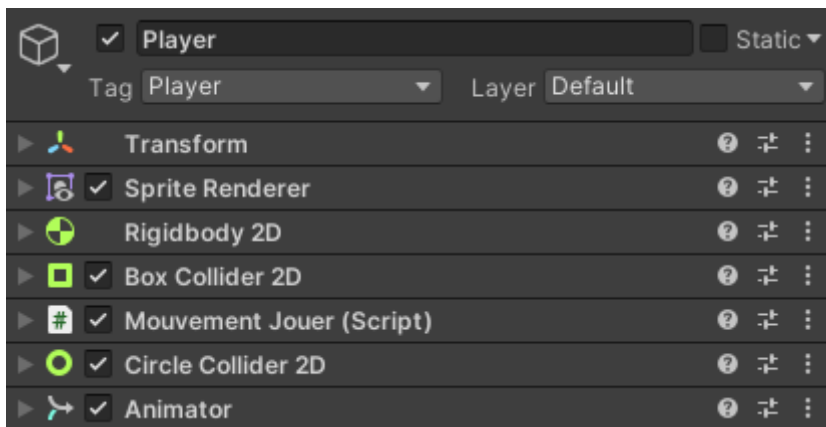 Player Static
Tag Player Layer Default
Transform
Sprite Renderer
Rigidbody 2D
Box Collider 2D
# Mouvement Jouer (Script)
Circle Collider 2D
Animator